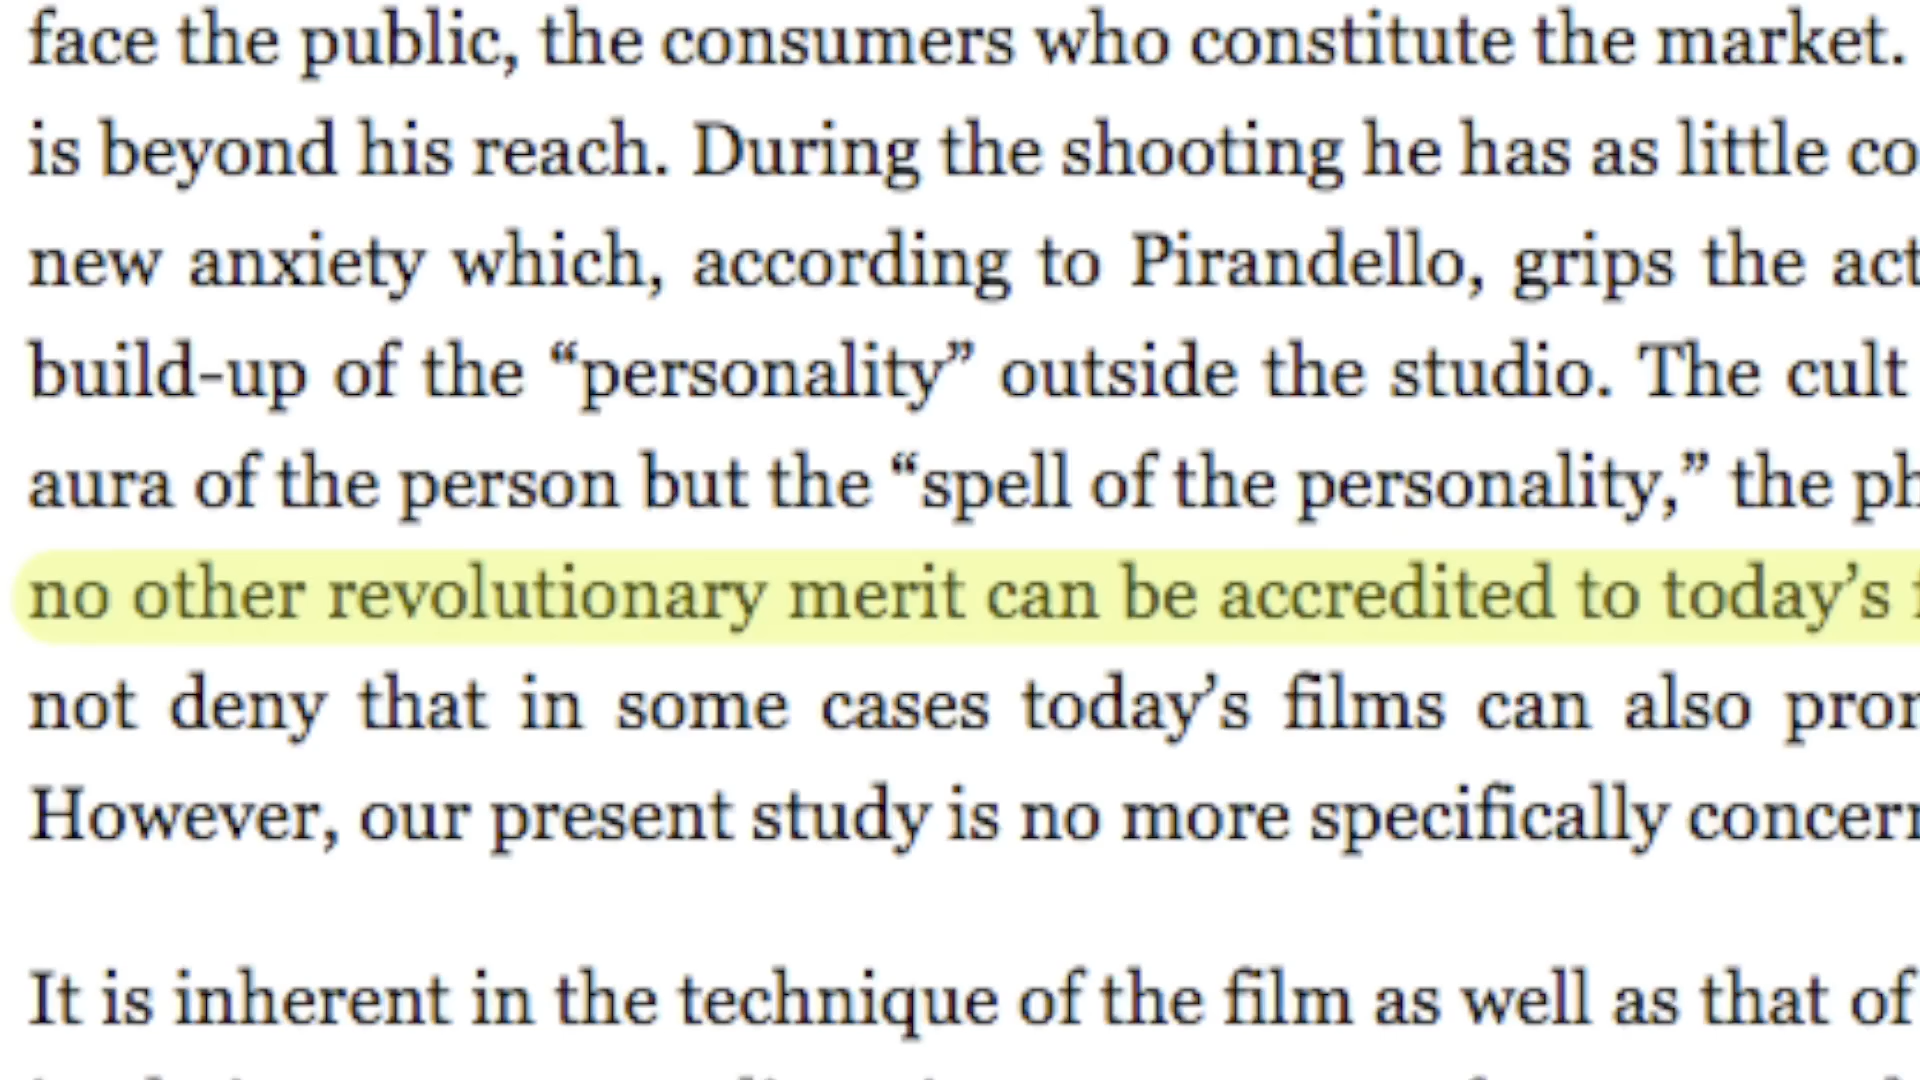 face the public, the consumers who constitute the market.
is beyond his reach. During the shooting he has as little co
new anxiety which, according to Pirandello, grips the act
build-up of the “personality” outside the studio. The cult
aura of the person but the “spell of the personality,” the ph
no other revolutionary merit can be accredited to today’s f
not deny that in some cases today’s films can also pron
However, our present study is no more specifically concern
It is inherent in the technique of the film as well as that of